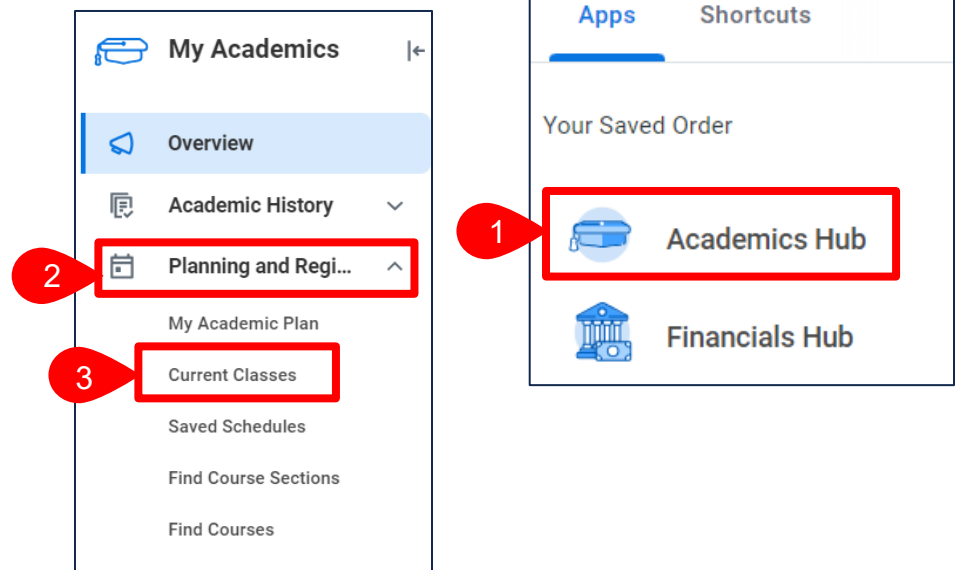 My Academics
Overview
Academic History
2
Planning and Regi...
My Academic Plan
3
Current Classes
Saved Schedules
Find Course Sections
Find Courses
Apps
Shortcuts
Your Saved Order
1
Academics Hub
Financials Hub